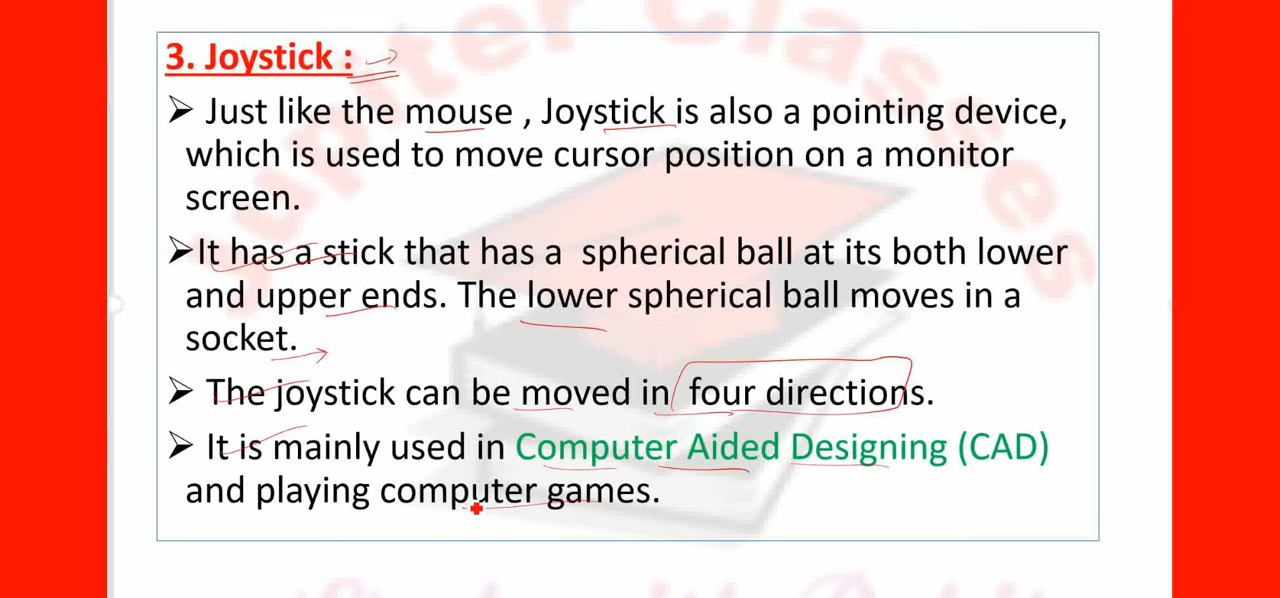 3. Joystick :
➢ Just like the mouse , Joystick is also a pointing device,
which is used to move cursor position on a monitor
screen.
➢It has a stick that has a spherical ball at its both lower
and upper ends. The lower spherical ball moves in a
socket.
➢ The joystick can be moved in four directions.
➢ It is mainly used in Computer Aided Designing (CAD)
and playing computer games.